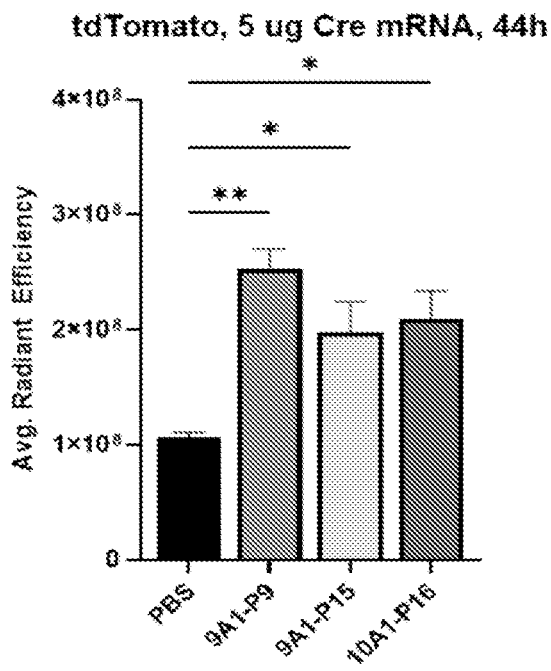 tdTomato, 5 ug Cre mRNA, 44h
*
*
**
4×10⁸
3×10⁸
2×10⁸
1×10⁸
0
Avg. Radiant Efficiency
PBS
9A1-P9
9A1-P15
10A1-P16